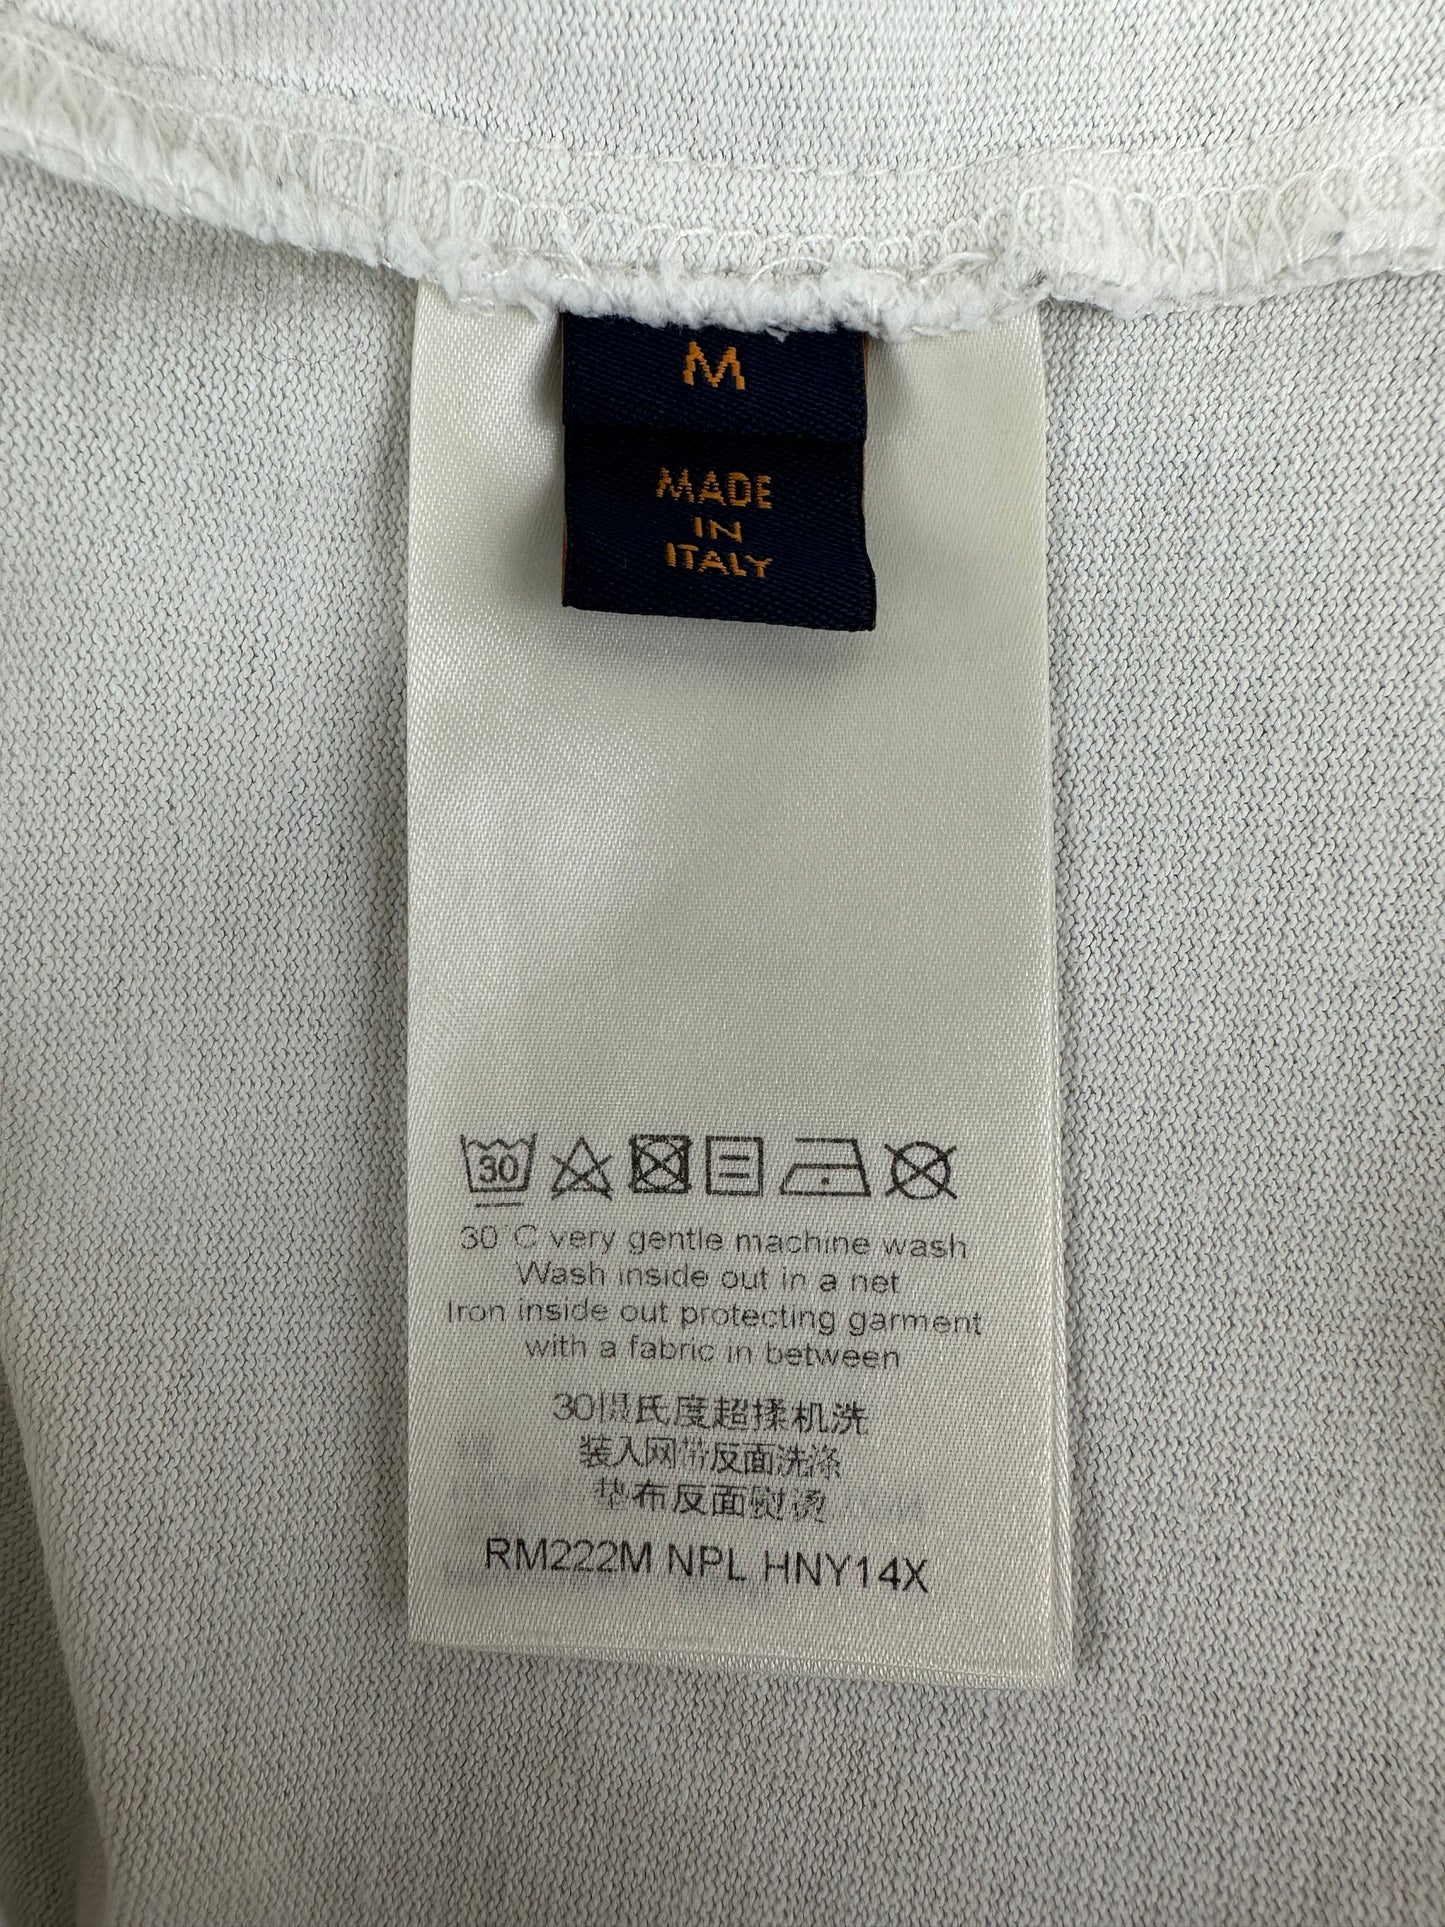 M
MADE
IN
ITALY
30
30°C very gentle machine wash
Wash inside out in a net
Iron inside out protecting garment
with a fabric in between
30摄氏度超揉机洗
装入网带反面洗涤
垫布反面熨烫
RM222M NPL HNY14X